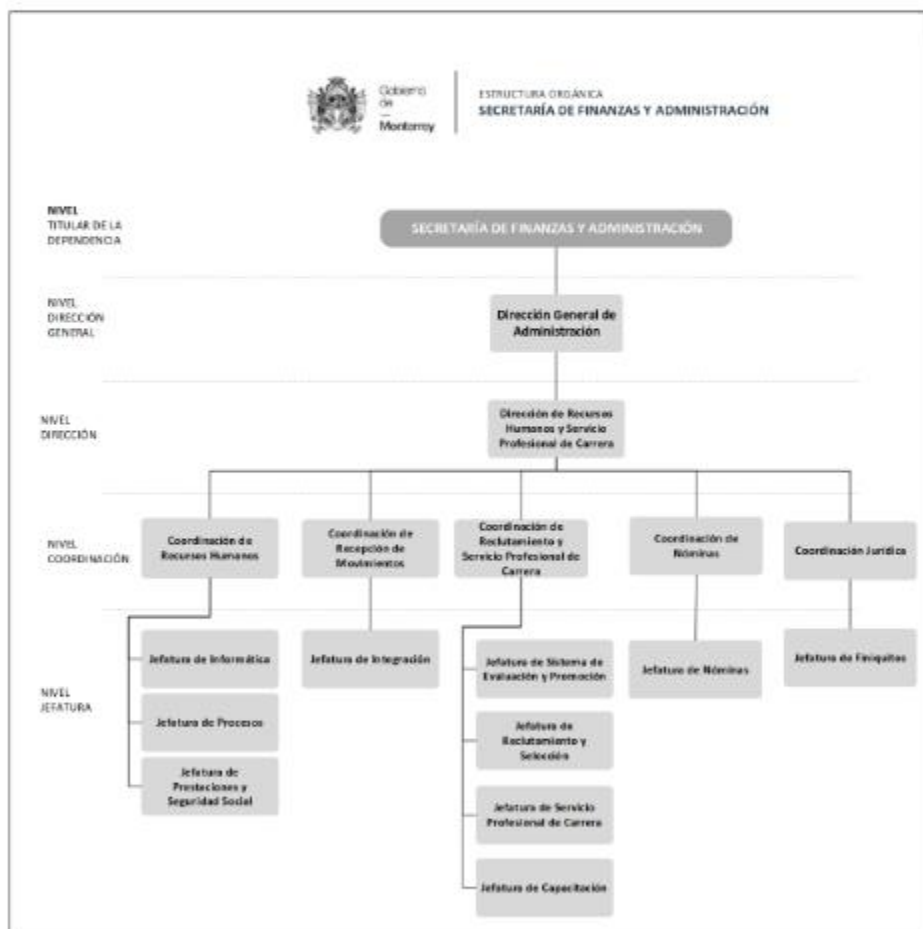 Gobierno
de
—
Monterrey
ESTRUCTURA ORGÁNICA
SECRETARÍA DE FINANZAS Y ADMINISTRACIÓN
NIVEL
TITULAR DE LA
DEPENDENCIA
SECRETARÍA DE FINANZAS Y ADMINISTRACIÓN
NIVEL
DIRECCIÓN
GENERAL
Dirección General de
Administración
NIVEL
DIRECCIÓN
Dirección de Recursos
Humanos y Servicio
Profesional de Carrera
NIVEL
COORDINACIÓN
Coordinación de
Recursos Humanos
Coordinación de
Recepción de
Movimientos
Coordinación de
Reclutamiento y
Servicio Profesional de
Carrera
Coordinación de
Nóminas
Coordinación Jurídica
NIVEL
JEFATURA
Jefatura de Informática
Jefatura de Procesos
Jefatura de
Prestaciones y
Seguridad Social
Jefatura de Integración
Jefatura de Sistema de
Evaluación y Promoción
Jefatura de
Reclutamiento y
Selección
Jefatura de Servicio
Profesional de Carrera
Jefatura de Capacitación
Jefatura de Nóminas
Jefatura de Finiquitos